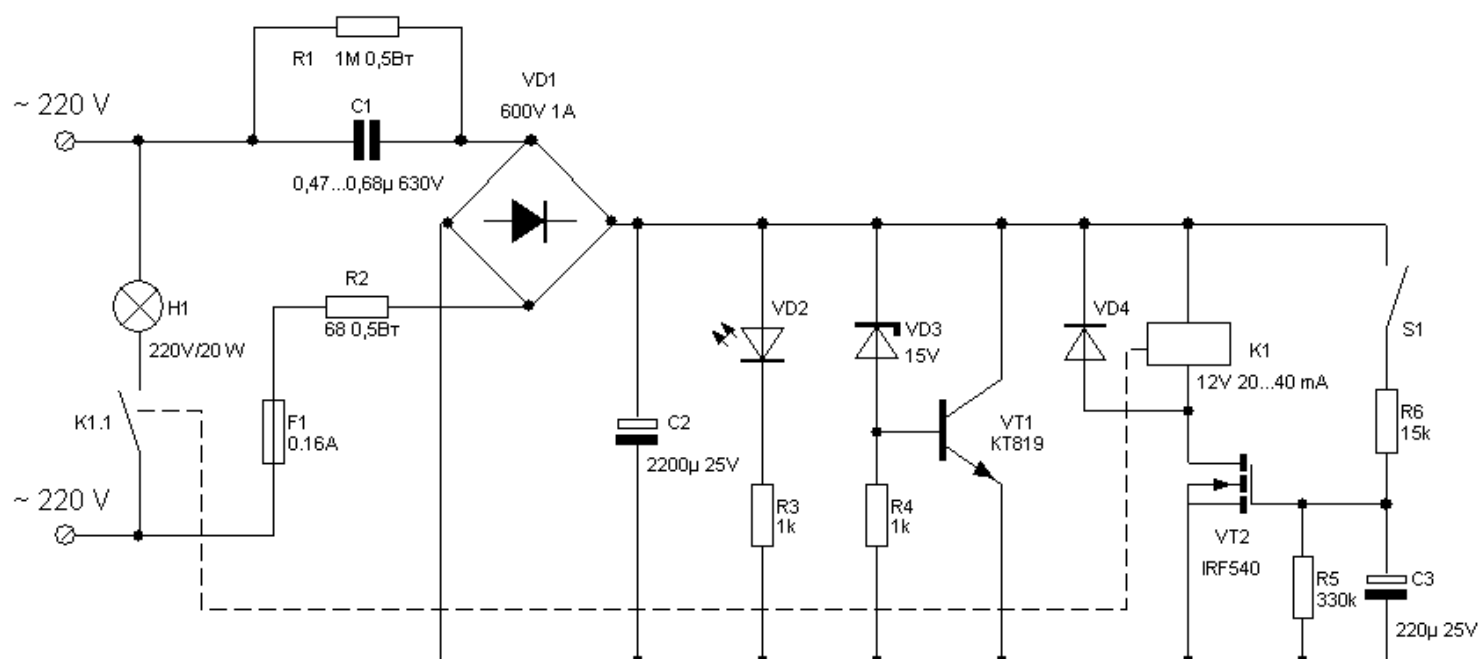 R1 1M 0,5Вт
VD1
600V 1A
~ 220 V
C1
0,47...0,68µ 630V
R2
68 0,5Вт
H1
220V/20 W
K1.1
F1
0.16A
~ 220 V
C2
2200µ 25V
VD2
R3
1k
VD3
15V
R4
1k
VT1
KT819
VD4
K1
12V 20...40 mA
S1
R6
15k
VT2
IRF540
R5
330k
C3
220µ 25V